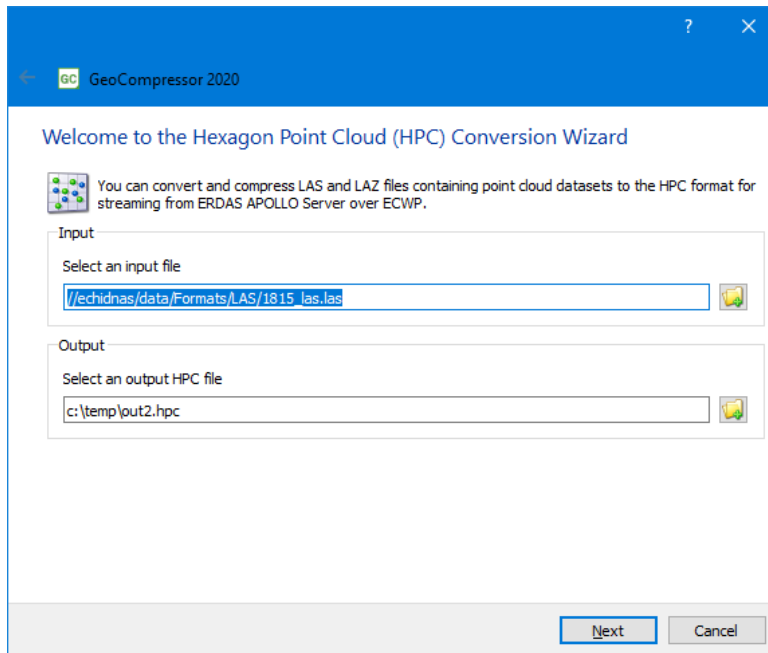 ?
GC GeoCompressor 2020
Welcome to the Hexagon Point Cloud (HPC) Conversion Wizard
You can convert and compress LAS and LAZ files containing point cloud datasets to the HPC format for
streaming from ERDAS APOLLO Server over ECWP.
Input
Select an input file
//echidnas/data/Formats/LAS/1815_las.las
Output
Select an output HPC file
c:\temp\out2.hpc
Next
Cancel